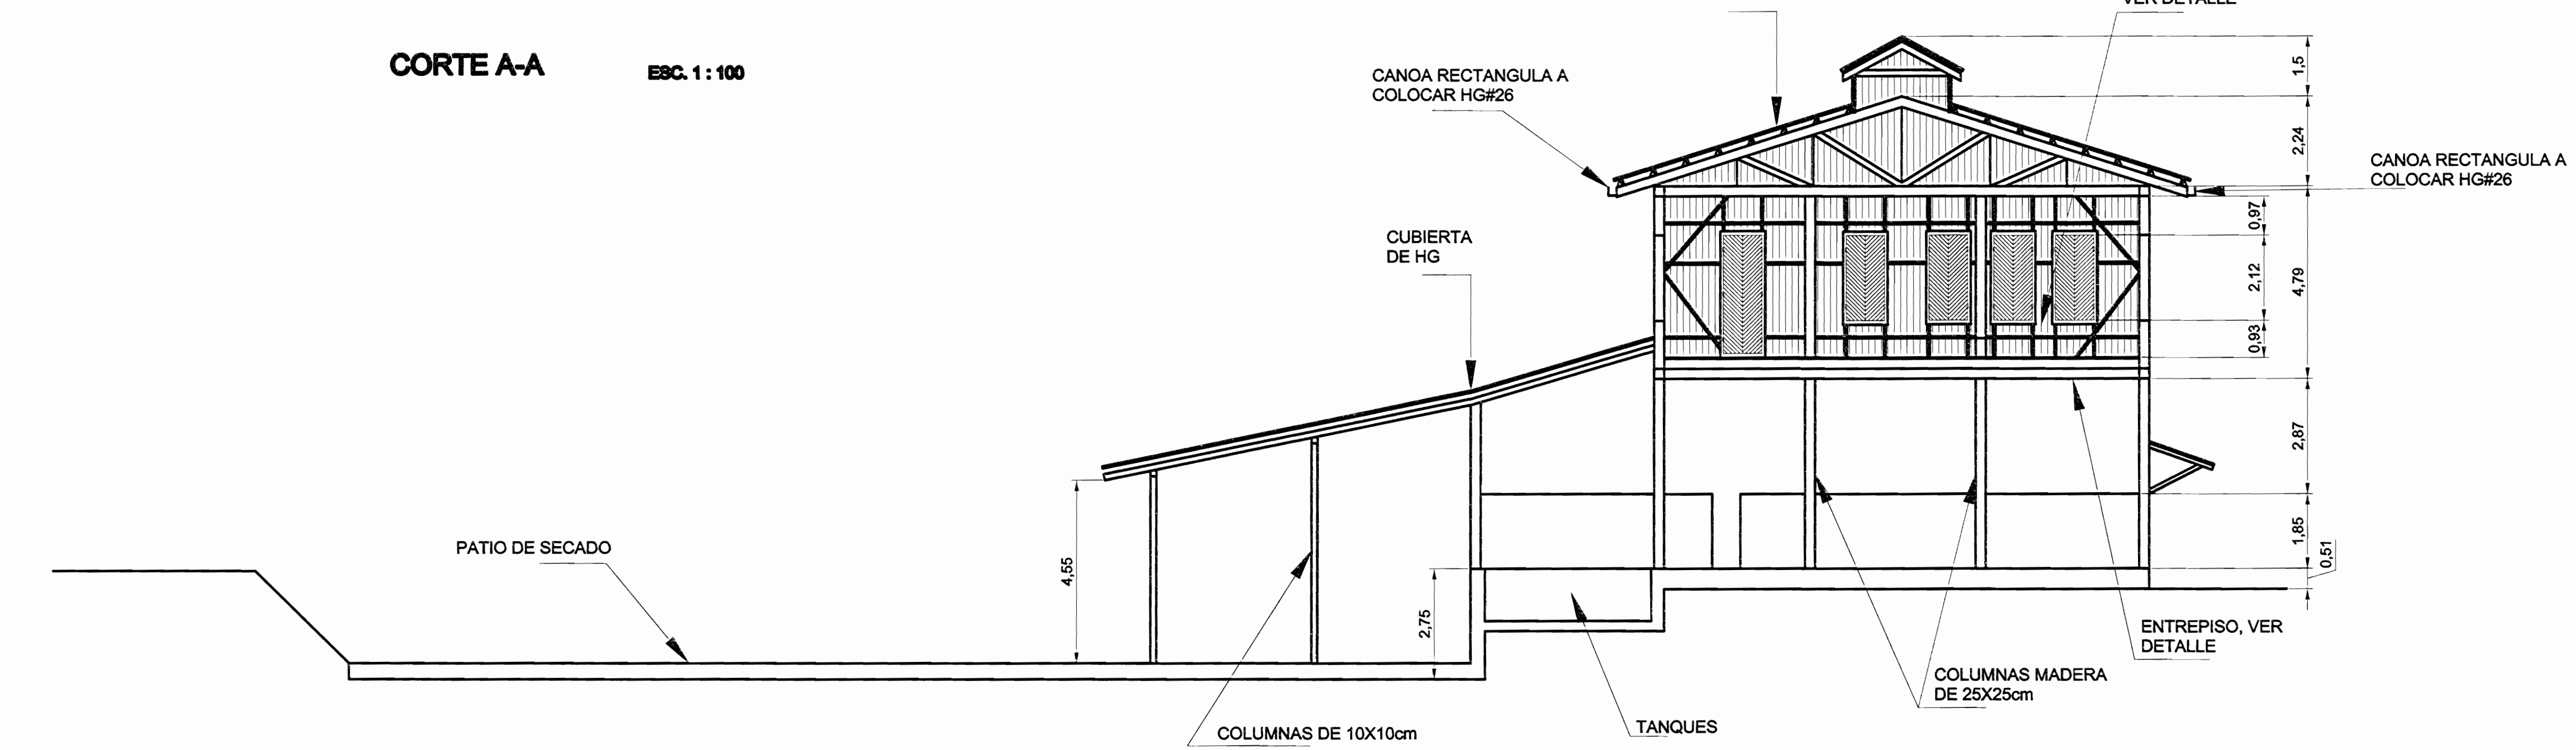 VER DETALLE
CORTE A-A
ESC. 1 : 100
CANOA RECTANGULA A
COLOCAR HG#26
1,5
2,24
CANOA RECTANGULA A
COLOCAR HG#26
CUBIERTA
DE HG
0,97
2,12
4,79
0,93
2,87
PATIO DE SECADO
4,55
1,85
0,51
2,75
ENTREPISO, VER
DETALLE
COLUMNAS MADERA
DE 25X25cm
TANQUES
COLUMNAS DE 10X10cm